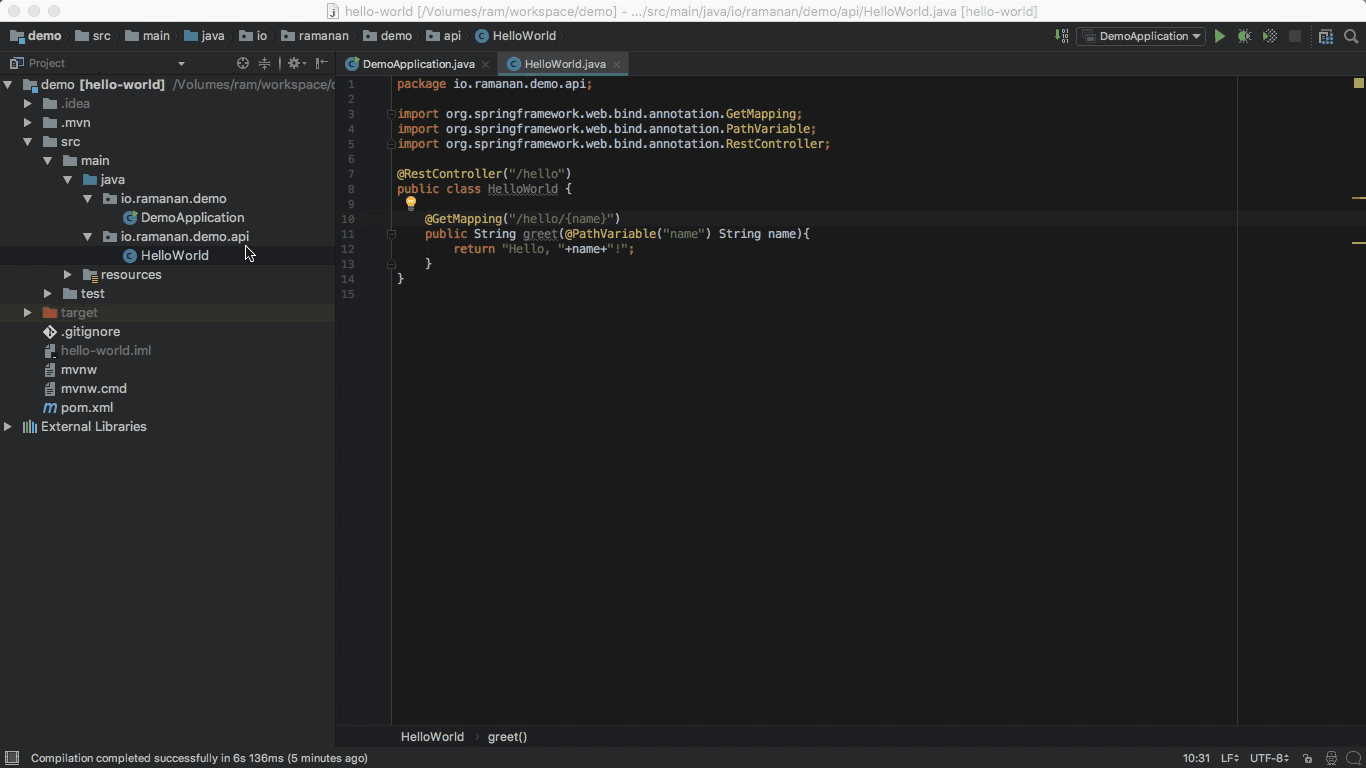 hello-world [/Volumes/ram/workspace/demo] - .../src/main/java/io/ramanan/demo/api/HelloWorld.java [hello-world]
demo src main java io ramanan demo api HelloWorld DemoApplication
Project
DemoApplication.java HelloWorld.java
demo [hello-world] /Volumes/ram/workspace/
.idea
.mvn
src
main
java
io.ramanan.demo
DemoApplication
io.ramanan.demo.api
HelloWorld
resources
test
target
.gitignore
hello-world.iml
mvnw
mvnw.cmd
pom.xml
External Libraries
1 package io.ramanan.demo.api;
2
3 import org.springframework.web.bind.annotation.GetMapping;
4 import org.springframework.web.bind.annotation.PathVariable;
5 import org.springframework.web.bind.annotation.RestController;
6
7 @RestController("/hello")
8 public class HelloWorld {
9
10 @GetMapping("/hello/{name}")
11 public String greet(@PathVariable("name") String name){
12 return "Hello, "+name+"!";
13 }
14 }
15
HelloWorld › greet()
Compilation completed successfully in 6s 136ms (5 minutes ago) 10:31 LF UTF-8